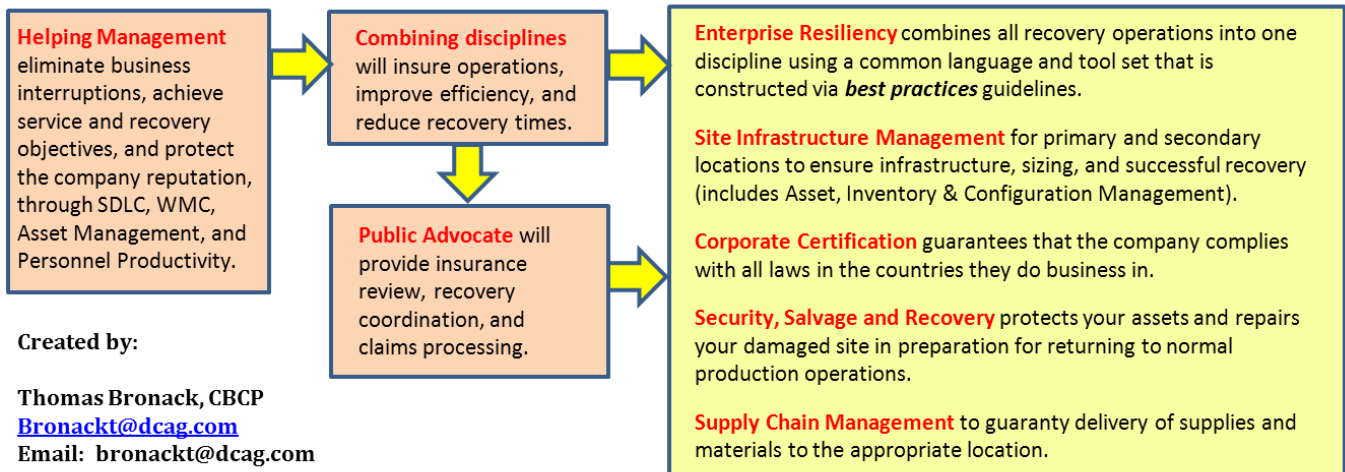 Helping Management
eliminate business
interruptions, achieve
service and recovery
objectives, and protect
the company reputation,
through SDLC, WMC,
Asset Management, and
Personnel Productivity.
Combining disciplines
will insure operations,
improve efficiency, and
reduce recovery times.
Public Advocate will
provide insurance
review, recovery
coordination, and
claims processing.
Enterprise Resiliency combines all recovery operations into one
discipline using a common language and tool set that is
constructed via best practices guidelines.
Site Infrastructure Management for primary and secondary
locations to ensure infrastructure, sizing, and successful recovery
(includes Asset, Inventory & Configuration Management).
Corporate Certification guarantees that the company complies
with all laws in the countries they do business in.
Security, Salvage and Recovery protects your assets and repairs
your damaged site in preparation for returning to normal
production operations.
Supply Chain Management to guaranty delivery of supplies and
materials to the appropriate location.
Created by:
Thomas Bronack, CBCP
Bronackt@dcag.com
Email: bronackt@dcag.com